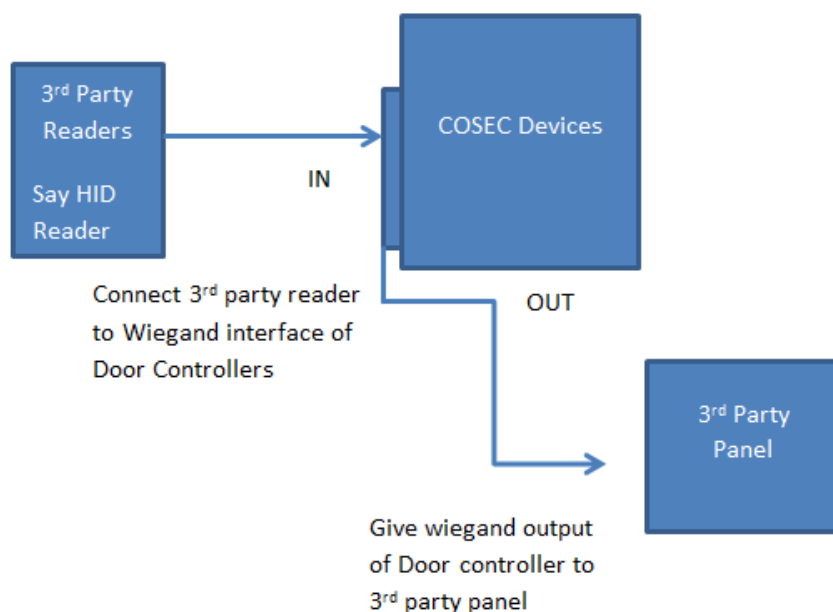 3rd Party
Readers
Say HID
Reader
IN
COSEC Devices
Connect 3rd party reader
to Wiegand interface of
Door Controllers
OUT
3rd Party
Panel
Give wiegand output
of Door controller to
3rd party panel